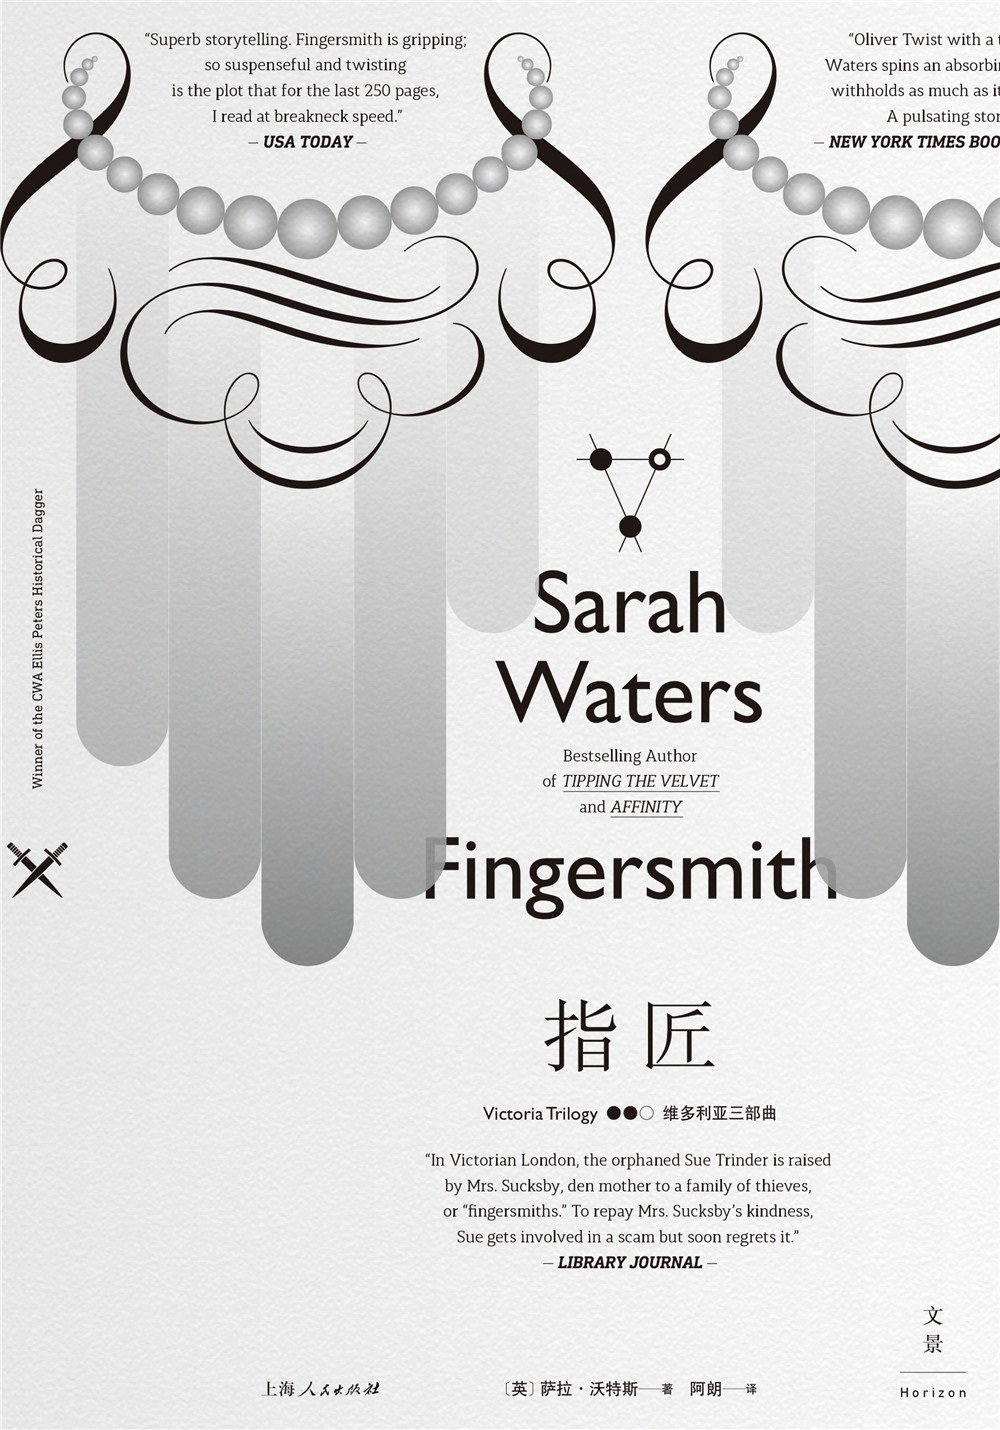 “Superb storytelling. Fingersmith is gripping;
so suspenseful and twisting
is the plot that for the last 250 pages,
I read at breakneck speed.”
– USA TODAY –
“Oliver Twist with a
Waters spins an
withholds as much as
A pulsating
– NEW YORK TIMES
Winner of the CWA Ellis Peters Historical Dagger
Sarah
Waters
Bestselling Author
of TIPPING THE VELVET
and AFFINITY
Fingersmith
指匠
Victoria Trilogy ●●○ 维多利亚三部曲
“In Victorian London, the orphaned Sue Trinder is raised
by Mrs. Sucksby, den mother to a family of thieves,
or “fingersmiths.” To repay Mrs. Sucksby’s kindness,
Sue gets involved in a scam but soon regrets it.”
– LIBRARY JOURNAL –
上海人民出版社
〔英〕萨拉·沃特斯——著 阿朗——译
文景
Horizon